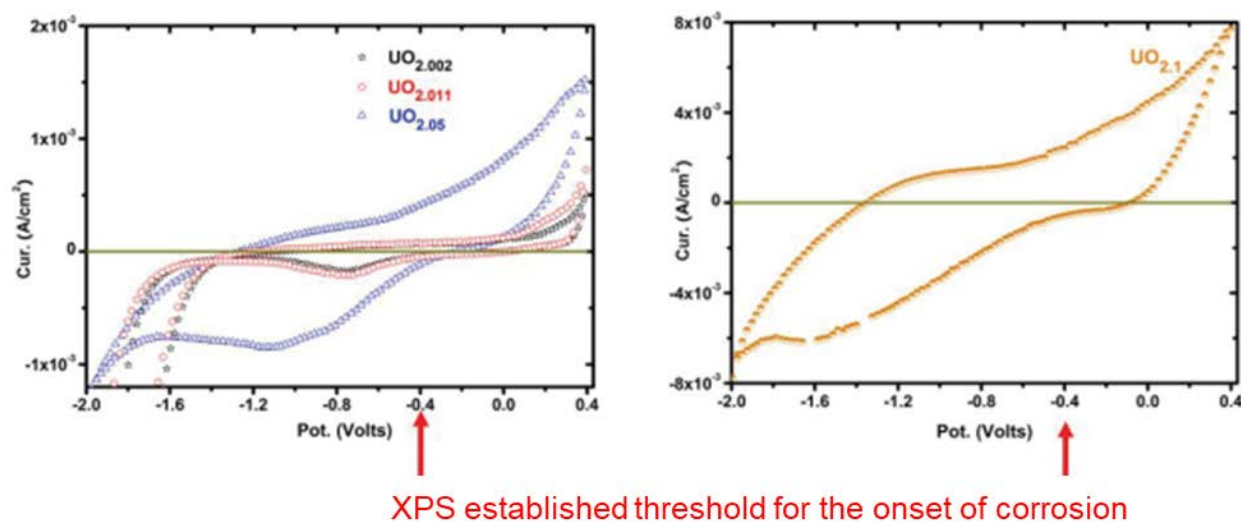 2x10⁻³
1x10⁻³
0
-1x10⁻³
Cur. (A/cm²)
UO₂.₀₀₂
UO₂.₀₁₁
UO₂.₀₅
-2.0 -1.6 -1.2 -0.8 -0.4 0.0 0.4
Pot. (Volts)
8x10⁻³
4x10⁻³
0
-4x10⁻³
-8x10⁻³
Cur. (A/cm²)
UO₂.₁
-2.0 -1.6 -1.2 -0.8 -0.4 0.0 0.4
Pot. (Volts)
XPS established threshold for the onset of corrosion